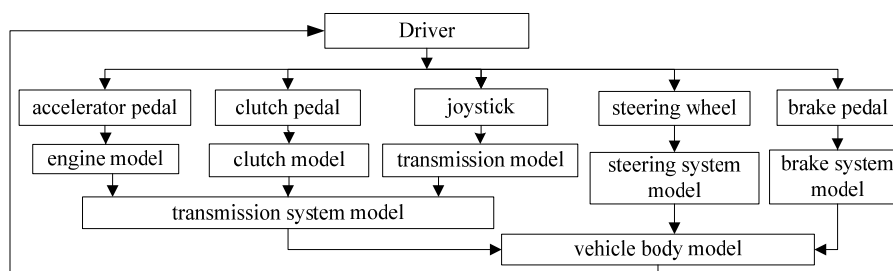 Driver
accelerator pedal
clutch pedal
joystick
steering wheel
brake pedal
engine model
clutch model
transmission model
steering system
model
brake system
model
transmission system model
vehicle body model